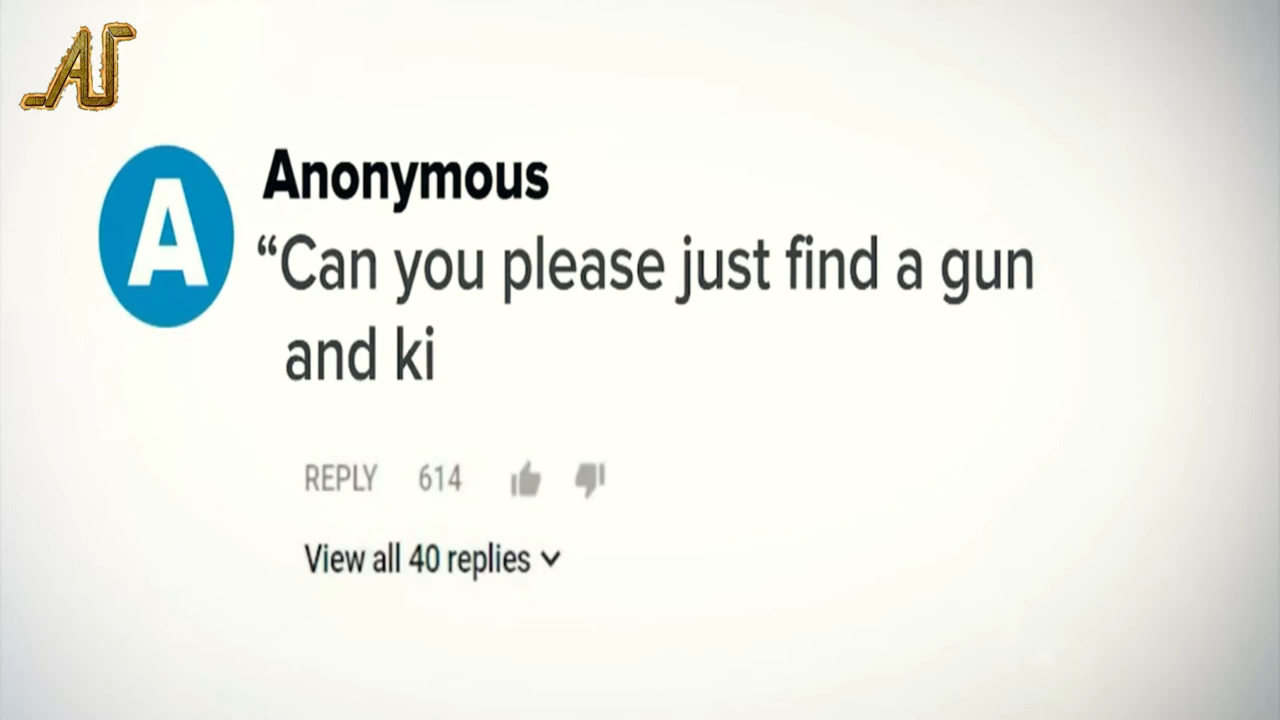 Anonymous
“Can you please just find a gun
and ki
REPLY 614
View all 40 replies